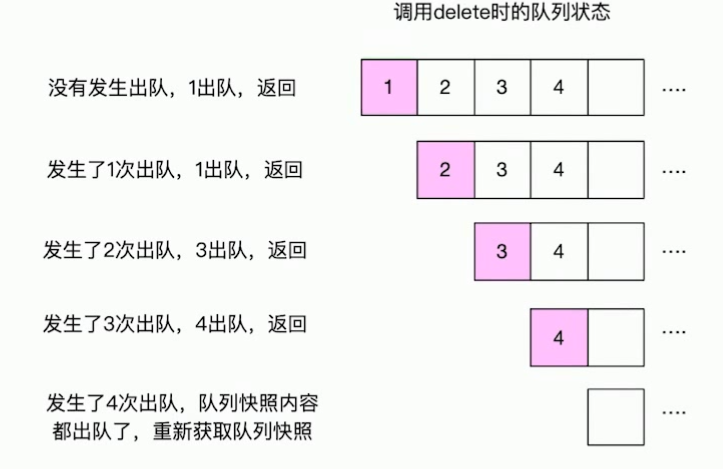 调用delete时的队列状态
没有发生出队，1出队，返回 1 2 3 4 ....
发生了1次出队，1出队，返回 2 3 4 ....
发生了2次出队，3出队，返回 3 4 ....
发生了3次出队，4出队，返回 4 ....
发生了4次出队，队列快照内容 ....
都出队了，重新获取队列快照